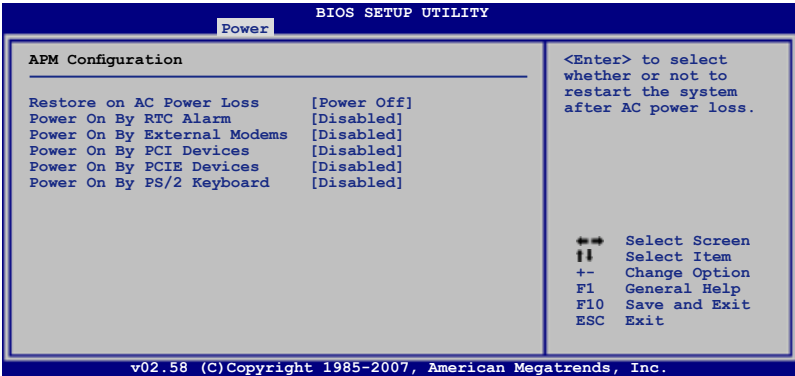 BIOS SETUP UTILITY
Power
APM Configuration
Restore on AC Power Loss [Power Off]
Power On By RTC Alarm [Disabled]
Power On By External Modems [Disabled]
Power On By PCI Devices [Disabled]
Power On By PCIE Devices [Disabled]
Power On By PS/2 Keyboard [Disabled]
<Enter> to select
whether or not to
restart the system
after AC power loss.
←→ Select Screen
↑↓ Select Item
+- Change Option
F1 General Help
F10 Save and Exit
ESC Exit
v02.58 (C)Copyright 1985-2007, American Megatrends, Inc.